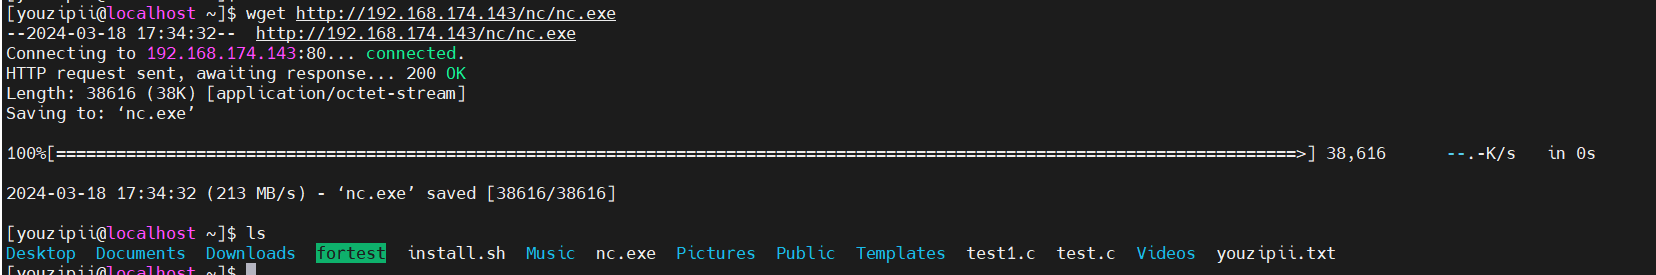 [youzipii@localhost ~]$ wget http://192.168.174.143/nc/nc.exe
--2024-03-18 17:34:32--  http://192.168.174.143/nc/nc.exe
Connecting to 192.168.174.143:80... connected.
HTTP request sent, awaiting response... 200 OK
Length: 38616 (38K) [application/octet-stream]
Saving to: ‘nc.exe’
100%[============================================================================================================================>] 38,616      --.-K/s   in 0s
2024-03-18 17:34:32 (213 MB/s) - ‘nc.exe’ saved [38616/38616]
[youzipii@localhost ~]$ ls
Desktop  Documents  Downloads  fortest  install.sh  Music  nc.exe  Pictures  Public  Templates  test1.c  test.c  Videos  youzipii.txt
[youzipii@localhost ~]$